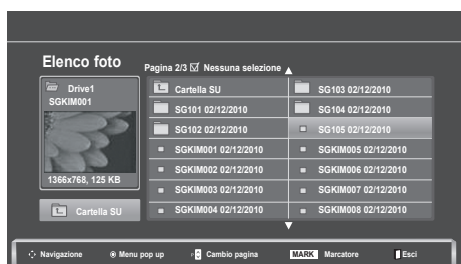 Elenco foto
Pagina 2/3 Nessuna selezione
Drive1
SGKIM001
1366x768, 125 KB
Cartella SU
Cartella SU
SG101 02/12/2010
SG102 02/12/2010
SGKIM001 02/12/2010
SGKIM002 02/12/2010
SGKIM003 02/12/2010
SGKIM004 02/12/2010
SG103 02/12/2010
SG104 02/12/2010
SG105 02/12/2010
SGKIM005 02/12/2010
SGKIM006 02/12/2010
SGKIM007 02/12/2010
SGKIM008 02/12/2010
Navigazione Menu pop up Cambio pagina MARK Marcatore Esci